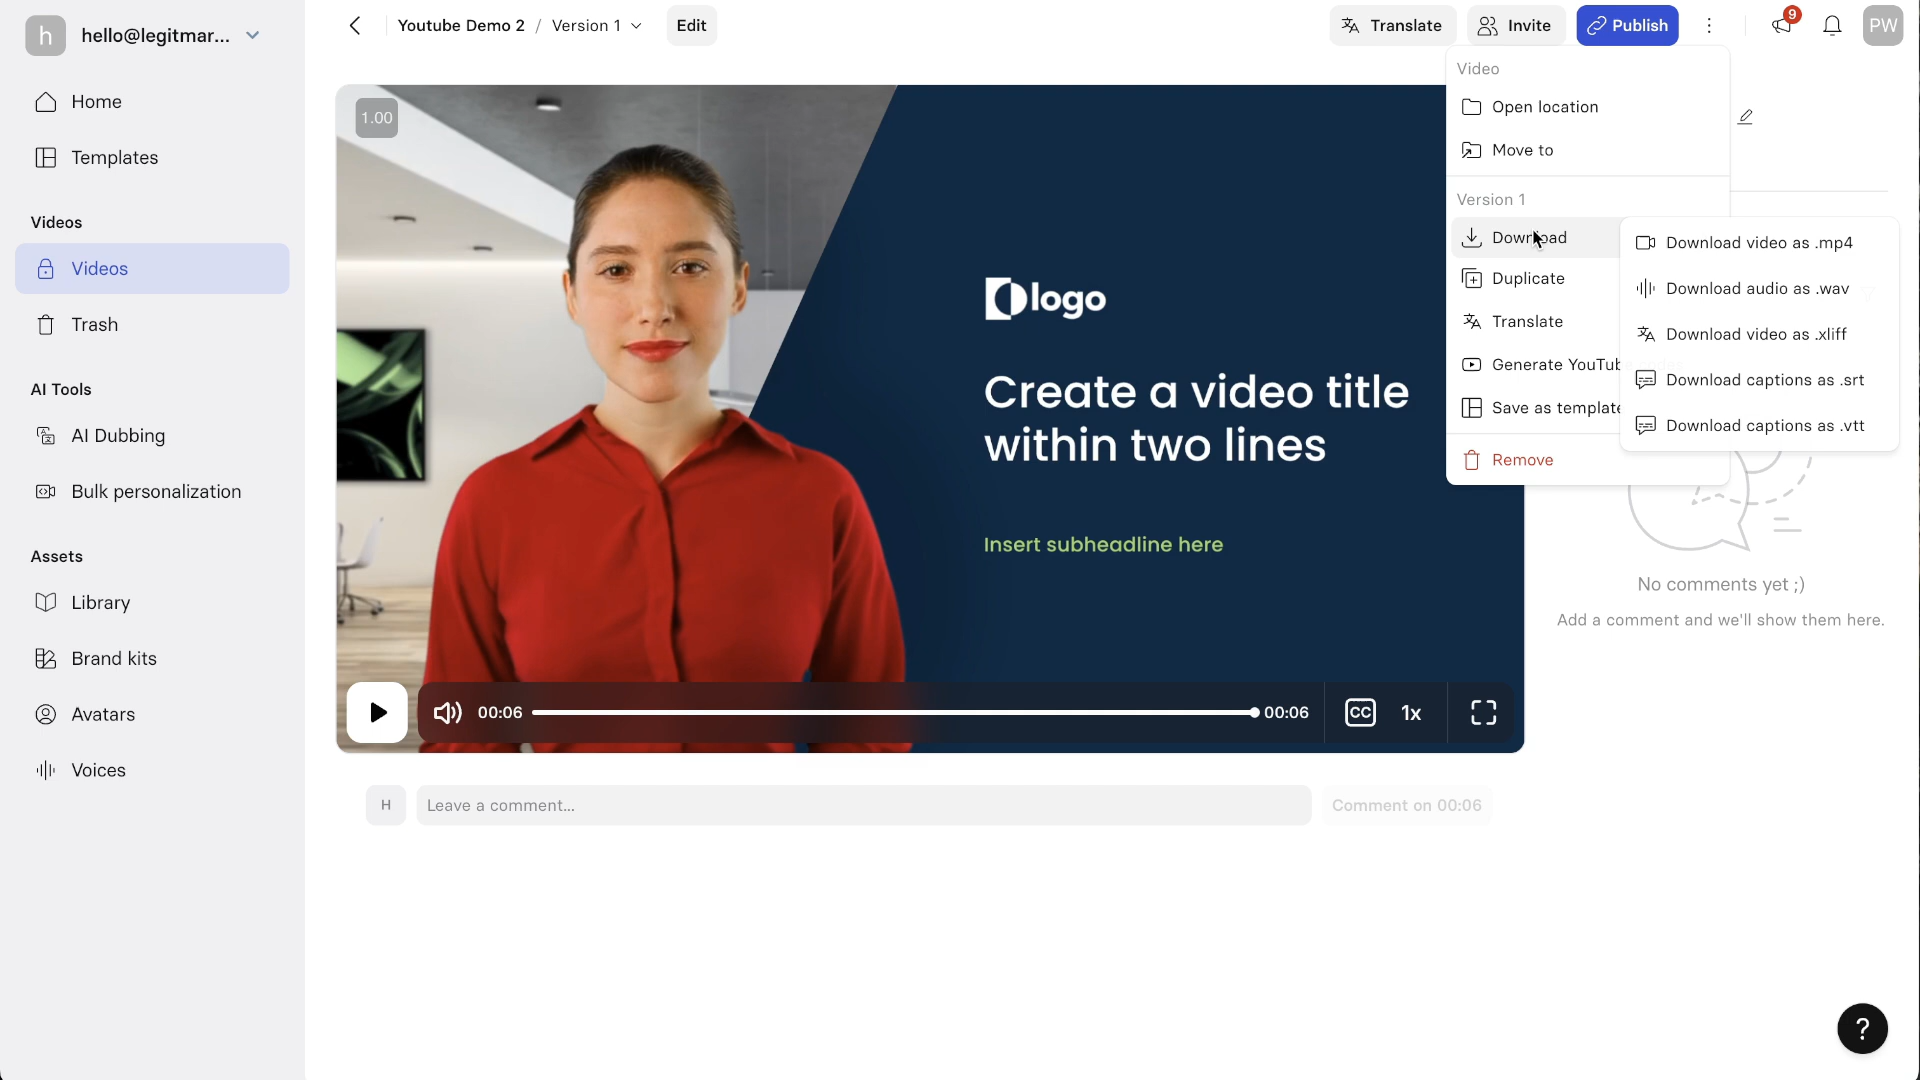 h
hello@legitmar...
Home
Templates
Videos
Videos
Trash
AI Tools
AI Dubbing
Bulk personalization
Assets
Library
Brand kits
Avatars
Voices
Youtube Demo 2 / Version 1
Edit
Translate
Invite
Publish
9
PW
1.00
logo
Create a video title
within two lines
Insert subheadline here
00:06
00:06
CC
1x
H
Leave a comment...
Comment on 00:06
Video
Open location
Move to
Version 1
Download
Duplicate
Translate
Generate YouTub
Save as template
Remove
Download video as .mp4
Download audio as .wav
Download video as .xliff
Download captions as .srt
Download captions as .vtt
No comments yet ;)
Add a comment and we'll show them here.
?